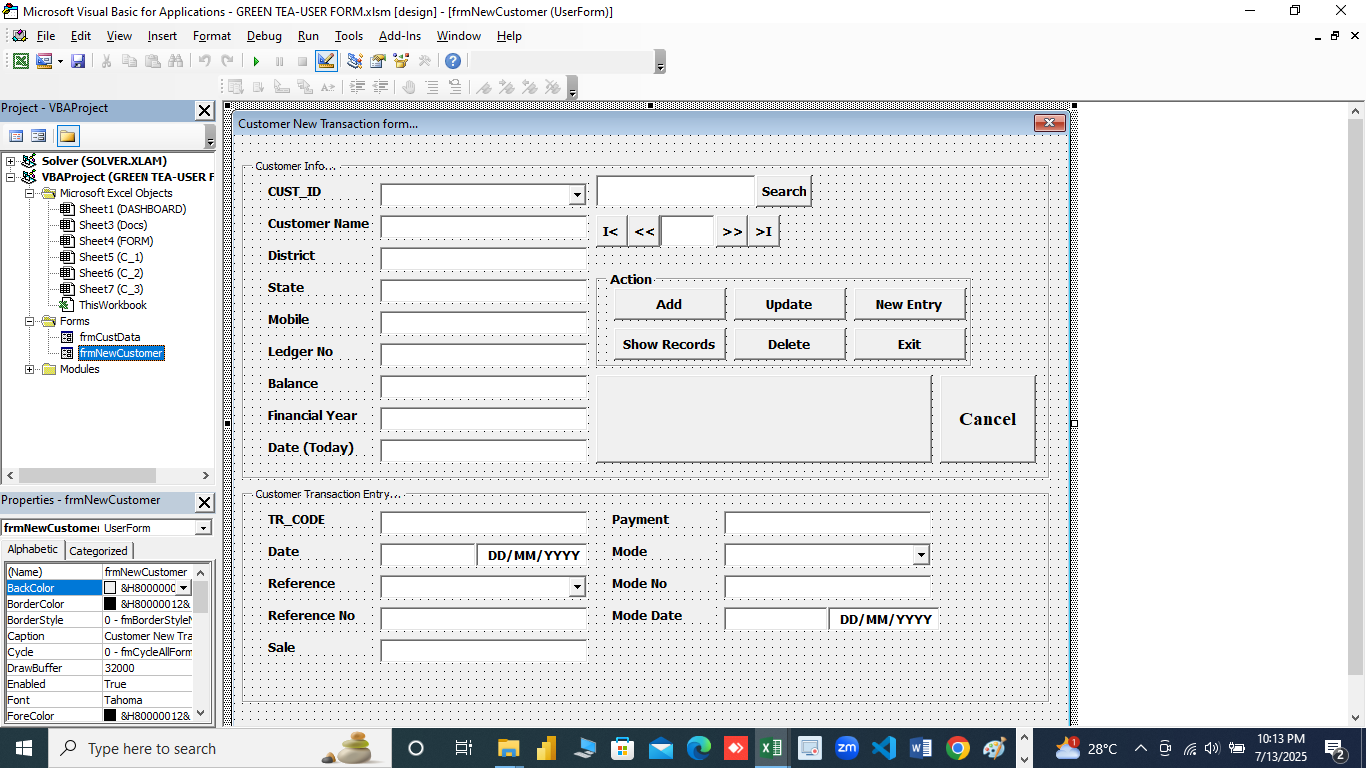 Microsoft Visual Basic for Applications - GREEN TEA-USER FORM.xlsm [design] - [frmNewCustomer (UserForm)]
File Edit View Insert Format Debug Run Tools Add-Ins Window Help
Project - VBAProject
Solver (SOLVER.XLAM)
VBAProject (GREEN TEA-USER F
Microsoft Excel Objects
Sheet1 (DASHBOARD)
Sheet3 (Docs)
Sheet4 (FORM)
Sheet5 (C_1)
Sheet6 (C_2)
Sheet7 (C_3)
ThisWorkbook
Forms
frmCustData
frmNewCustomer
Modules
Properties - frmNewCustomer
frmNewCustomer UserForm
Alphabetic Categorized
(Name) frmNewCustomer
BackColor &H8000000
BorderColor &H80000012&
BorderStyle 0 - fmBorderStyleN
Caption Customer New Tra
Cycle 0 - fmCycleAllForm
DrawBuffer 32000
Enabled True
Font Tahoma
ForeColor &H80000012&
Customer New Transaction form...
Customer Info...
CUST_ID Search
Customer Name I< << >> >I
District
State
Mobile
Ledger No
Balance
Financial Year
Date (Today)
Action
Add Update New Entry
Show Records Delete Exit
Cancel
Customer Transaction Entry...
TR_CODE Payment
Date DD/MM/YYYY Mode
Reference Mode No
Reference No Mode Date DD/MM/YYYY
Sale
Type here to search
zm
1
28°C
10:13 PM
7/13/2025
2